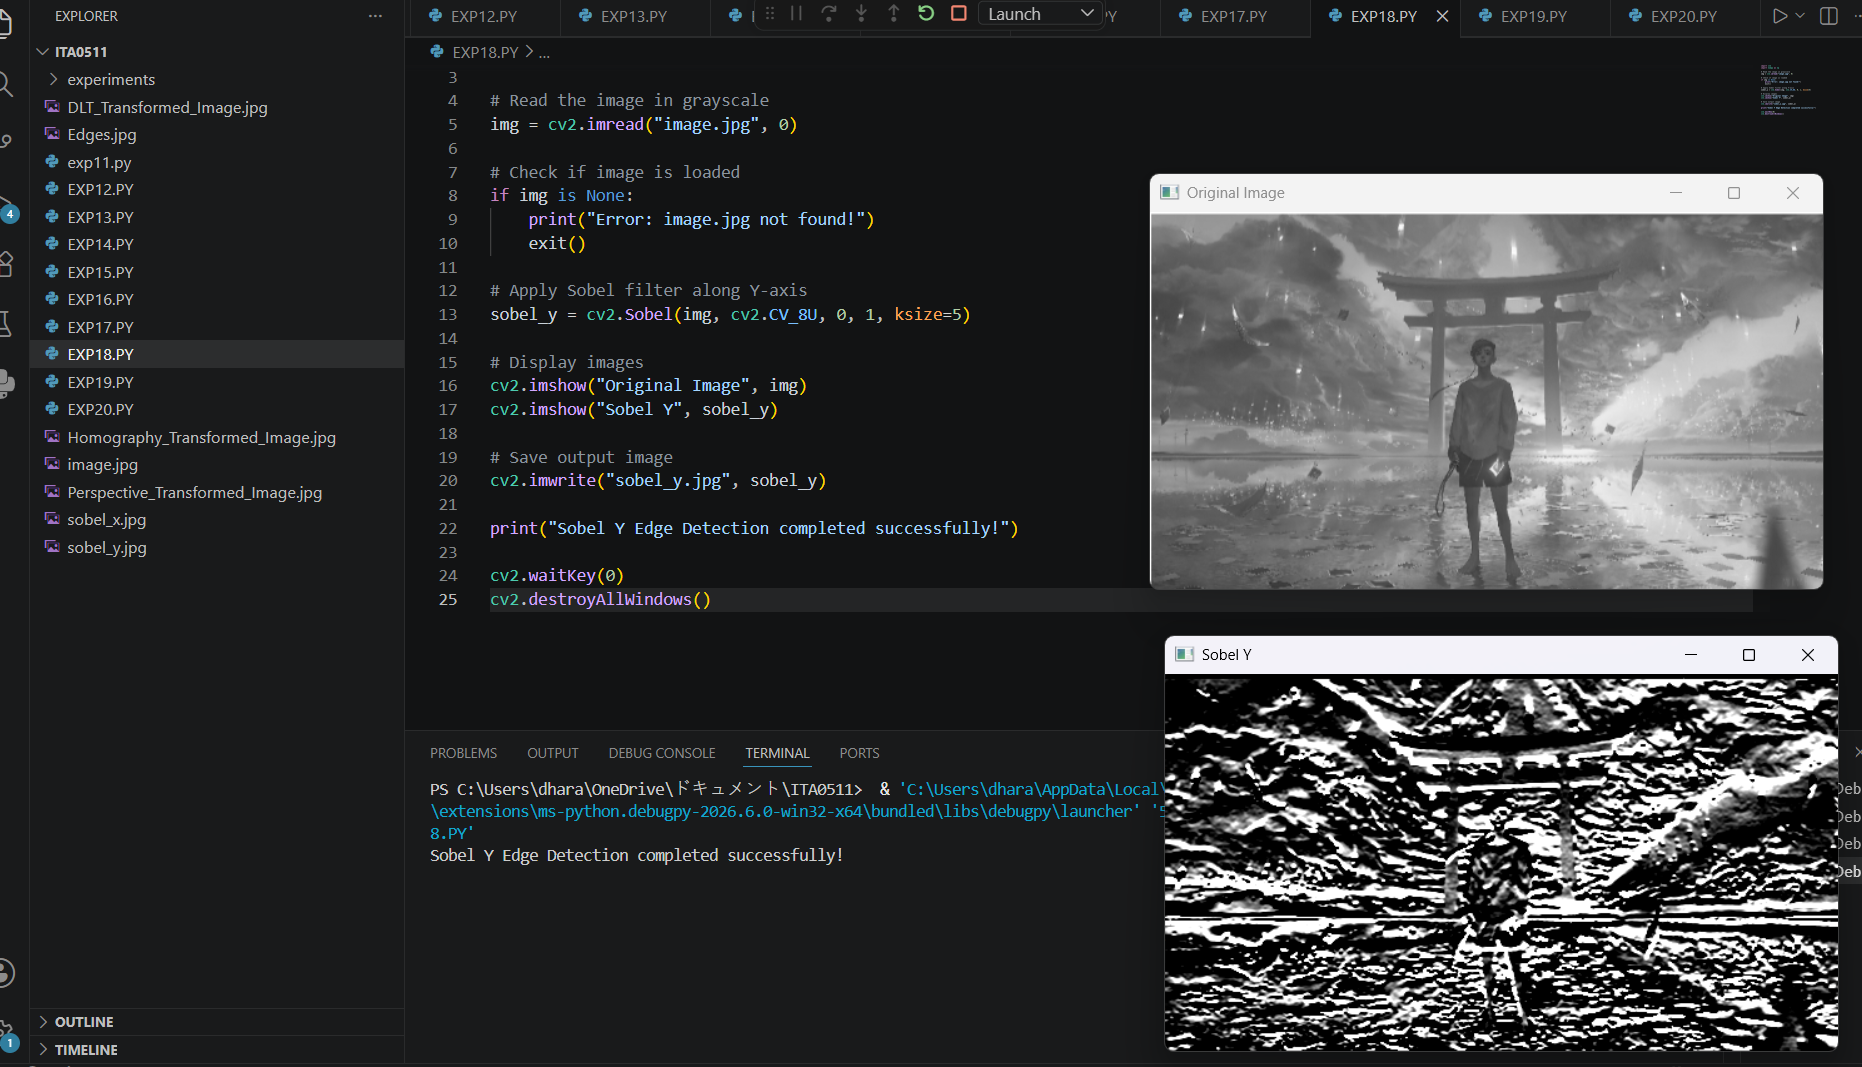 EXPLORER
ITA0511
experiments
DLT_Transformed_Image.jpg
Edges.jpg
exp11.py
EXP12.PY
EXP13.PY
EXP14.PY
EXP15.PY
EXP16.PY
EXP17.PY
EXP18.PY
EXP19.PY
EXP20.PY
Homography_Transformed_Image.jpg
image.jpg
Perspective_Transformed_Image.jpg
sobel_x.jpg
sobel_y.jpg
OUTLINE
TIMELINE
4
1
EXP12.PY EXP13.PY Launch PY EXP17.PY EXP18.PY EXP19.PY EXP20.PY
EXP18.PY > ...
3
4 # Read the image in grayscale
5 img = cv2.imread("image.jpg", 0)
6
7 # Check if image is loaded
8 if img is None:
9 print("Error: image.jpg not found!")
10 exit()
11
12 # Apply Sobel filter along Y-axis
13 sobel_y = cv2.Sobel(img, cv2.CV_8U, 0, 1, ksize=5)
14
15 # Display images
16 cv2.imshow("Original Image", img)
17 cv2.imshow("Sobel Y", sobel_y)
18
19 # Save output image
20 cv2.imwrite("sobel_y.jpg", sobel_y)
21
22 print("Sobel Y Edge Detection completed successfully!")
23
24 cv2.waitKey(0)
25 cv2.destroyAllWindows()
Original Image
Sobel Y
PROBLEMS OUTPUT DEBUG CONSOLE TERMINAL PORTS
PS C:\Users\dhara\OneDrive\ドキュメント\ITA0511> & 'C:\Users\dhara\AppData\Local\
\extensions\ms-python.debugpy-2026.6.0-win32-x64\bundled\libs\debugpy\launcher' '5
8.PY'
Sobel Y Edge Detection completed successfully!
Deb
Deb
Deb
Deb